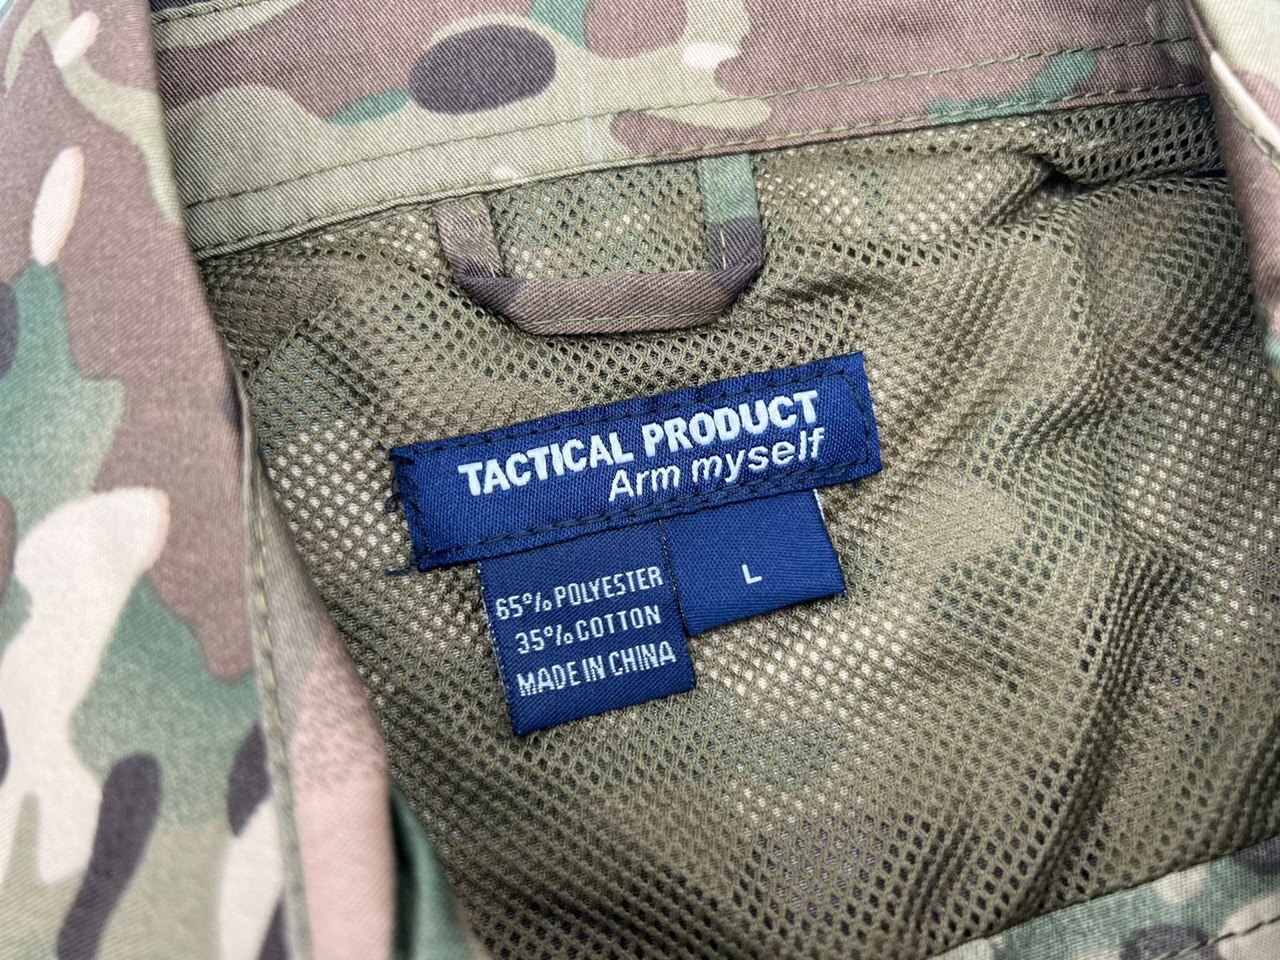 TACTICAL PRODUCT
Arm myself
L
65% POLYESTER
35% COTTON
MADE IN CHINA